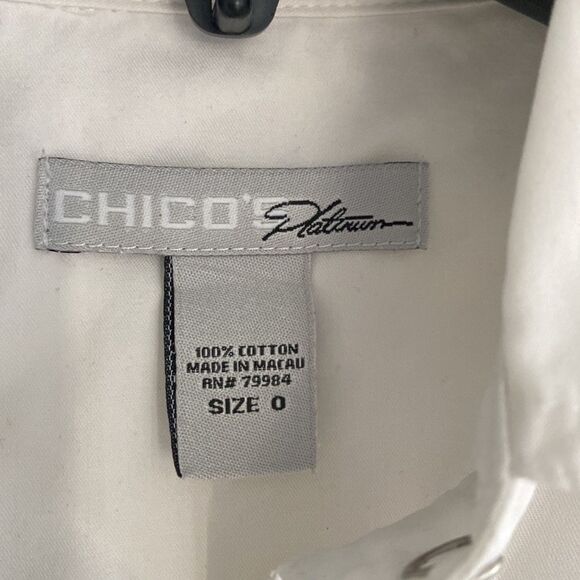 CHICO'S Platinum
100% COTTON
MADE IN MACAU
RN# 79984
SIZE 0